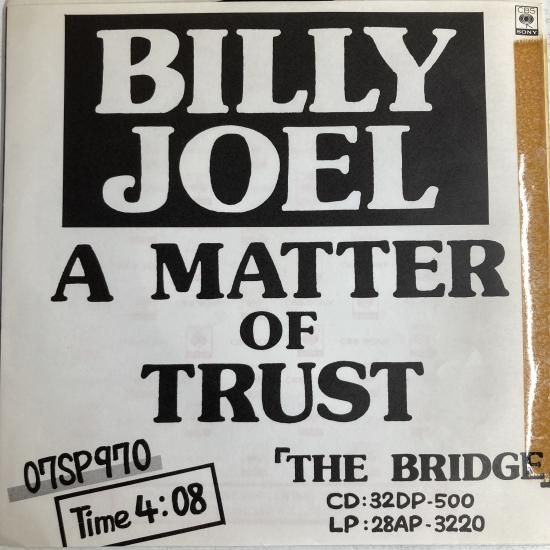 CBS
SONY
BILLY
JOEL
A MATTER
OF
TRUST
07SP970
Time 4:08
「THE BRIDGE」
CD:32DP-500
LP:28AP-3220